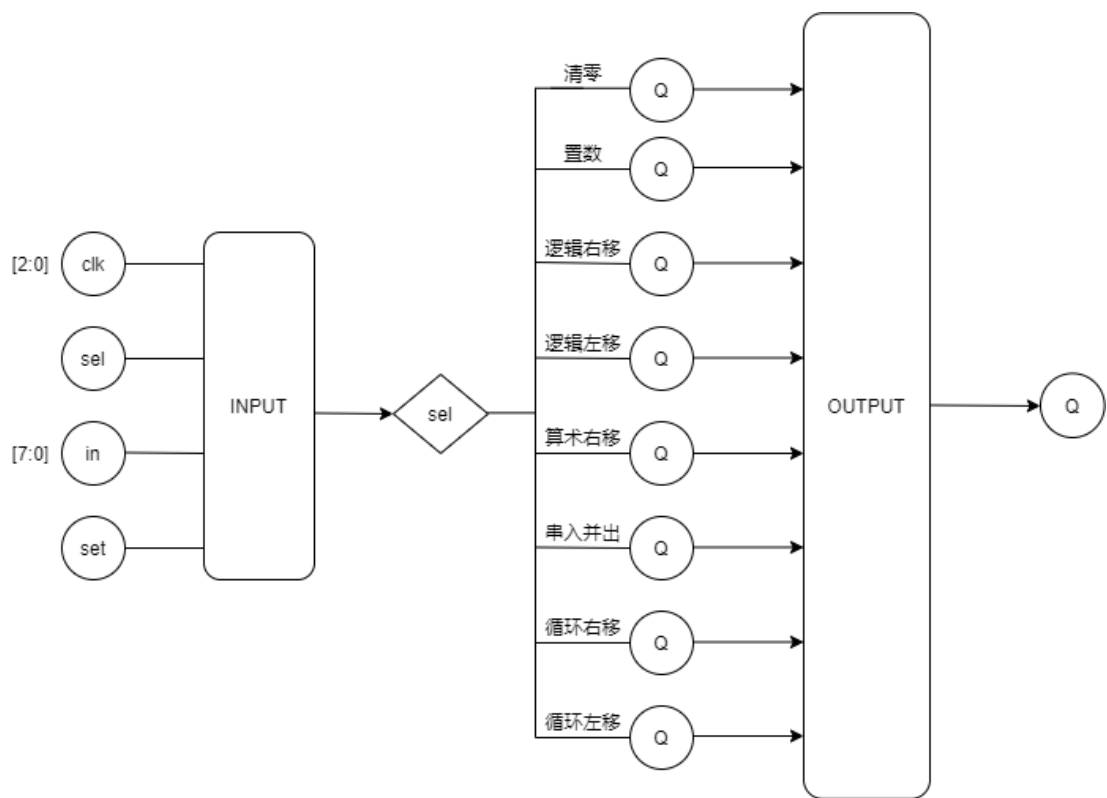 [2:0] clk
sel
[7:0] in
set
INPUT
sel
清零 Q
置数 Q
逻辑右移 Q
逻辑左移 Q
算术右移 Q
串入并出 Q
循环右移 Q
循环左移 Q
OUTPUT
Q